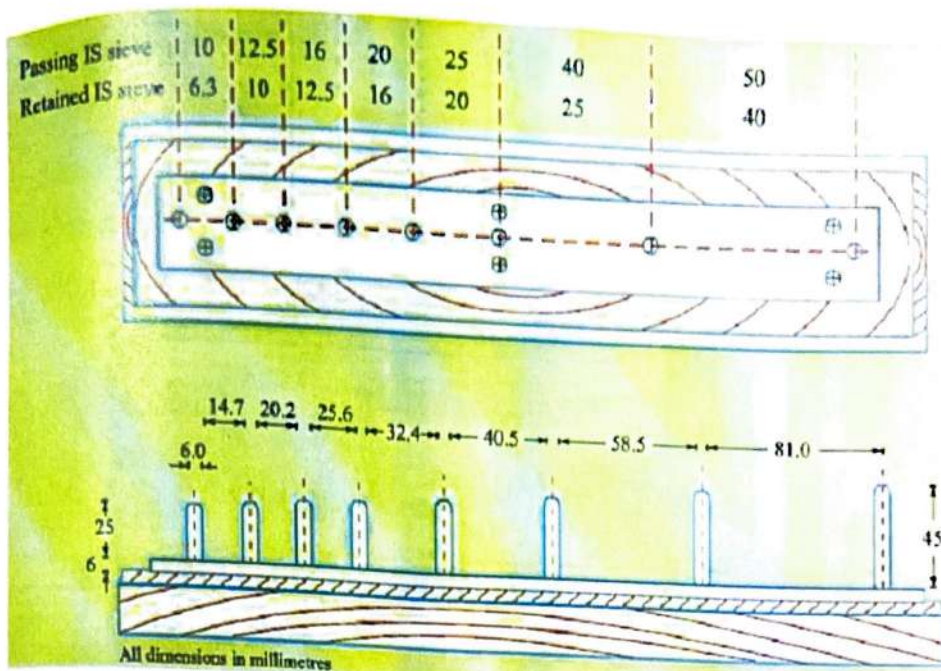 Passing IS sieve 10 12.5 16 20 25 40 50
Retained IS sieve 6.3 10 12.5 16 20 25 40
14.7 20.2 25.6 32.4 40.5 58.5 81.0
6.0
25
6
45
All dimensions in millimetres